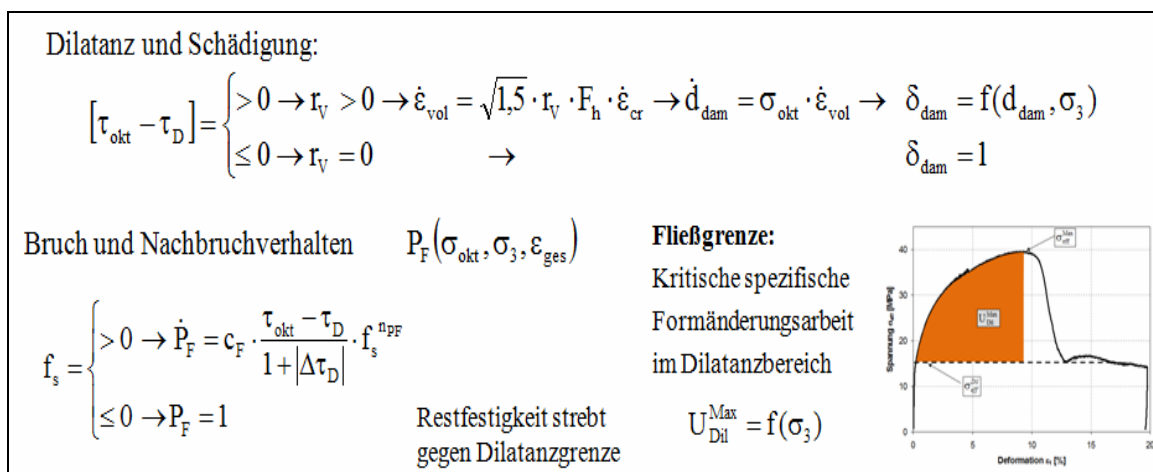 Dilatanz und Schädigung:
[τ_okt − τ_D] = { > 0 → r_V > 0 → ε̇_vol = √1,5 · r_V · F_h · ε̇_cr → ḋ_dam = σ_okt · ε̇_vol → δ_dam = f(d_dam, σ_3)
≤ 0 → r_V = 0 → δ_dam = 1
Bruch und Nachbruchverhalten P_F(σ_okt, σ_3, ε_ges)
f_s = { > 0 → Ṗ_F = c_F · (τ_okt − τ_D) / (1 + |Δτ_D|) · f_s^n_PF
≤ 0 → P_F = 1
Restfestigkeit strebt
gegen Dilatanzgrenze
Fließgrenze:
Kritische spezifische
Formänderungsarbeit
im Dilatanzbereich
U_Dil^Max = f(σ_3)
Spannung σ_eff [MPa]
40
30
20
10
0
σ_eff^Max
U_Dil^Max
σ_eff^Dil
0 5 10 15 20
Deformation ε_1 [%]